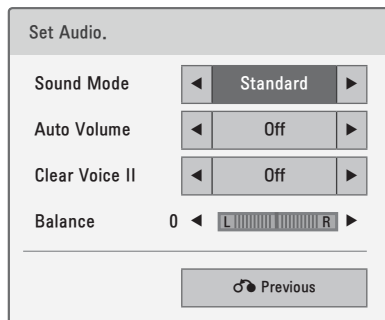 Set Audio.
Sound Mode ◄ Standard ►
Auto Volume ◄ Off ►
Clear Voice II ◄ Off ►
Balance 0 ◄ L R ►
Previous